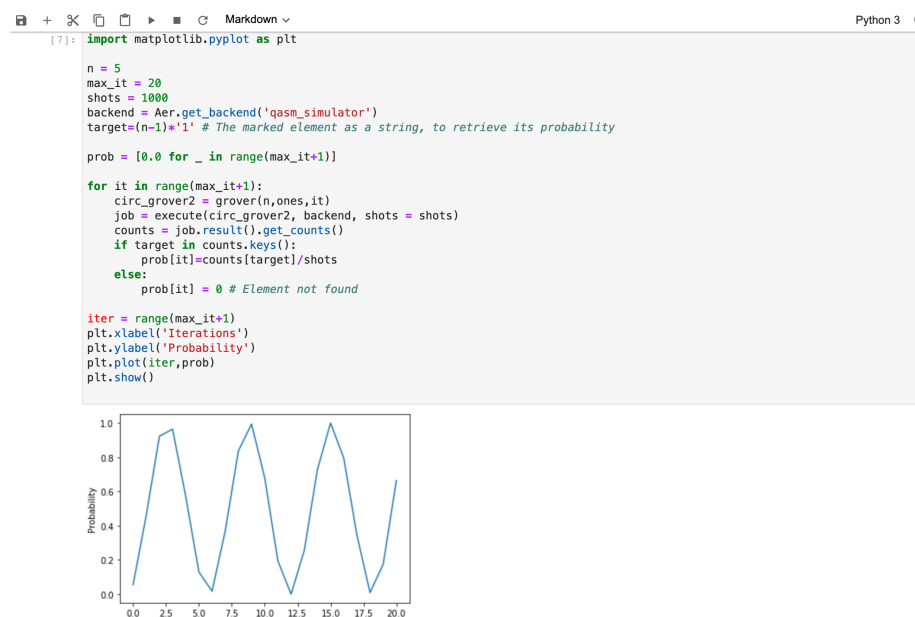 Markdown
Python 3
[7]: import matplotlib.pyplot as plt
n = 5
max_it = 20
shots = 1000
backend = Aer.get_backend('qasm_simulator')
target=(n-1)*'1' # The marked element as a string, to retrieve its probability
prob = [0.0 for _ in range(max_it+1)]
for it in range(max_it+1):
    circ_grover2 = grover(n,ones,it)
    job = execute(circ_grover2, backend, shots = shots)
    counts = job.result().get_counts()
    if target in counts.keys():
        prob[it]=counts[target]/shots
    else:
        prob[it] = 0 # Element not found
iter = range(max_it+1)
plt.xlabel('Iterations')
plt.ylabel('Probability')
plt.plot(iter,prob)
plt.show()
1.0
0.8
0.6
0.4
0.2
0.0
Probability
0.0 2.5 5.0 7.5 10.0 12.5 15.0 17.5 20.0